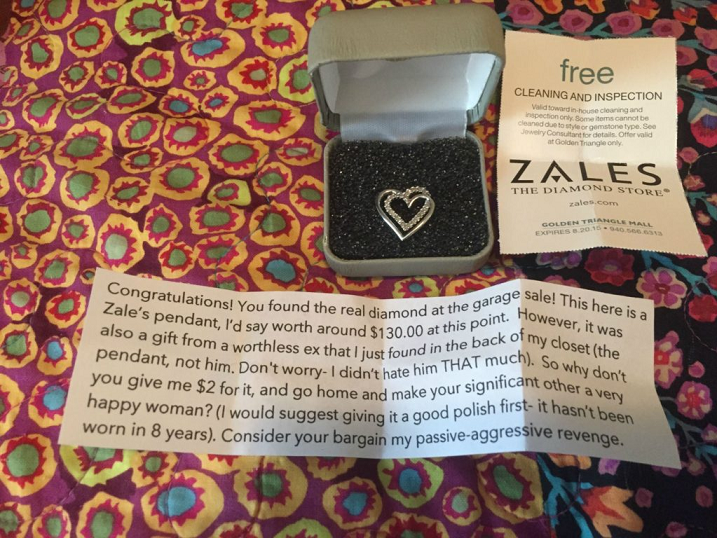 free
CLEANING AND INSPECTION
Valid toward in-house cleaning and
inspection only. Some items cannot be
cleaned due to style or gemstone type. See
Jewelry Consultant for details. Offer valid
at Golden Triangle only.
ZALES
THE DIAMOND STORE®
zales.com
GOLDEN TRIANGLE MALL
EXPIRES 8.20.15 • 940.566.6313
Congratulations! You found the real diamond at the garage sale! This here is a
Zale's pendant, I'd say worth around $130.00 at this point. However, it was
also a gift from a worthless ex that I just found in the back of my closet (the
pendant, not him. Don't worry- I didn't hate him THAT much). So why don't
you give me $2 for it, and go home and make your significant other a very
happy woman? (I would suggest giving it a good polish first- it hasn't been
worn in 8 years). Consider your bargain my passive-aggressive revenge.